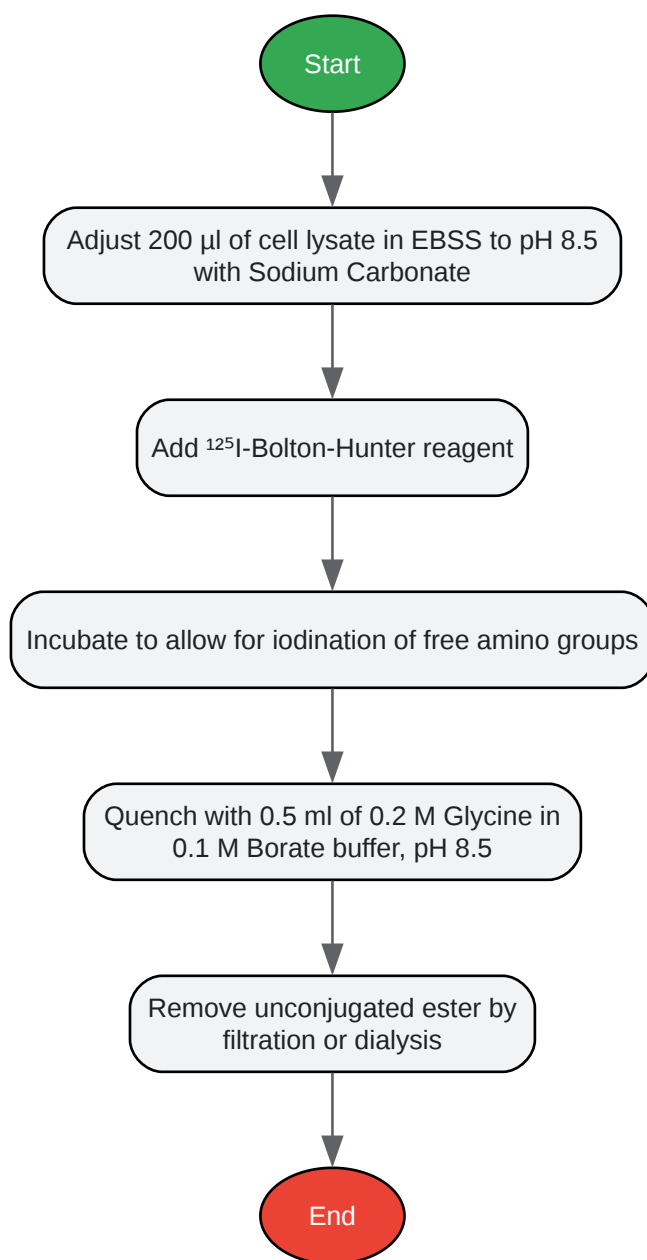 Start
Adjust 200 µl of cell lysate in EBSS to pH 8.5
with Sodium Carbonate
Add ¹²⁵I-Bolton-Hunter reagent
Incubate to allow for iodination of free amino groups
Quench with 0.5 ml of 0.2 M Glycine in
0.1 M Borate buffer, pH 8.5
Remove unconjugated ester by
filtration or dialysis
End